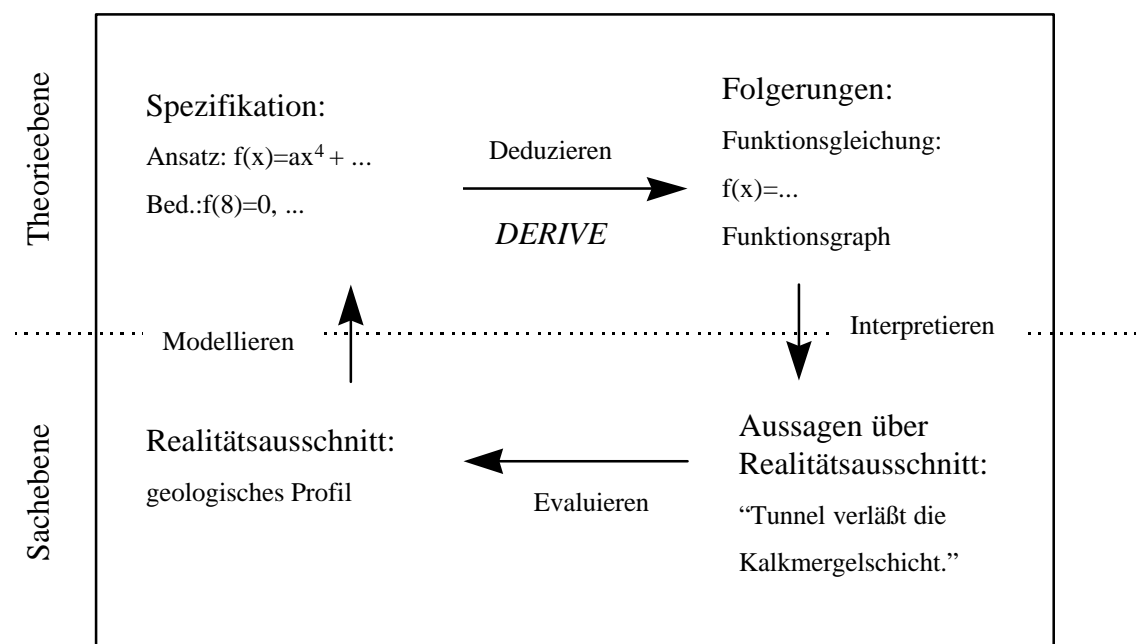 Theorieebene
Spezifikation:
Ansatz: f(x)=ax⁴ + ...
Bed.:f(8)=0, ...
Deduzieren
DERIVE
Folgerungen:
Funktionsgleichung:
f(x)=...
Funktionsgraph
Modellieren
Interpretieren
Sachebene
Realitätsausschnitt:
geologisches Profil
Evaluieren
Aussagen über
Realitätsausschnitt:
“Tunnel verläßt die
Kalkmergelschicht.”